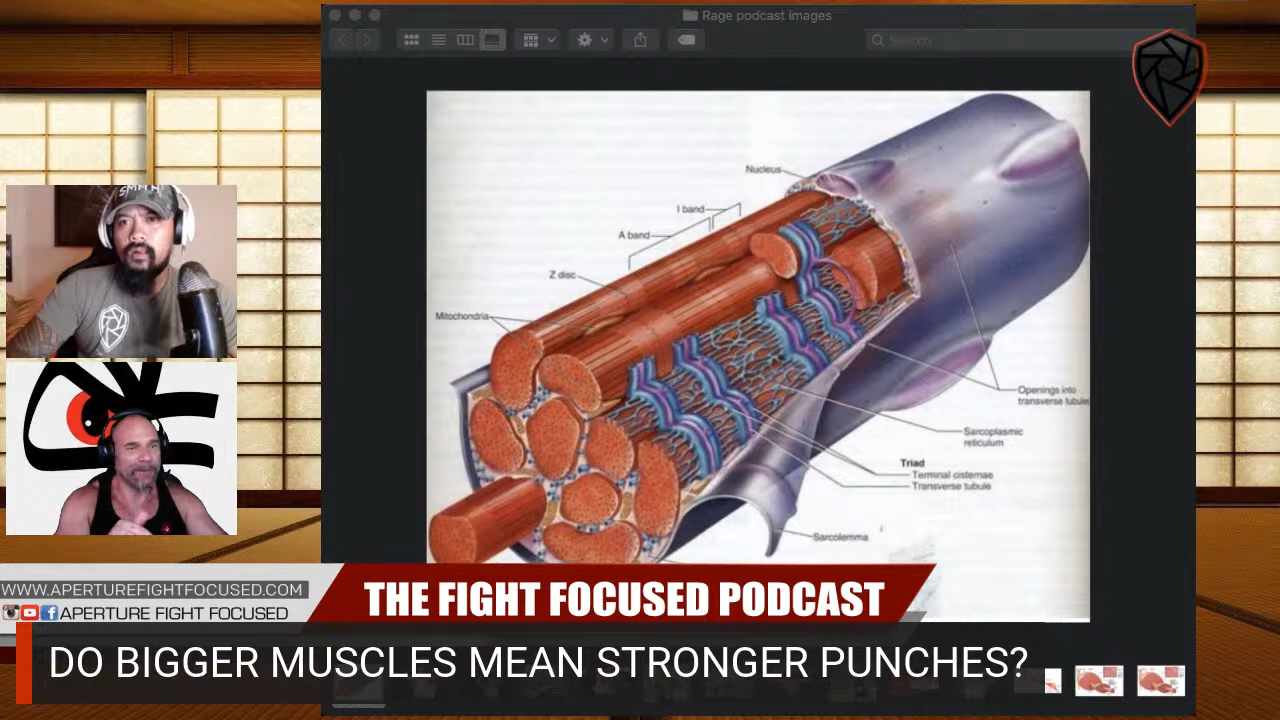 Rage podcast images
Search
Nucleus
I band
A band
Z disc
Mitochondria
Openings into
transverse tubules
Sarcoplasmic
reticulum
Triad
Terminal cisternae
Transverse tubule
Sarcolemma
WWW.APERTUREFIGHTFOCUSED.COM
APERTURE FIGHT FOCUSED
THE FIGHT FOCUSED PODCAST
DO BIGGER MUSCLES MEAN STRONGER PUNCHES?